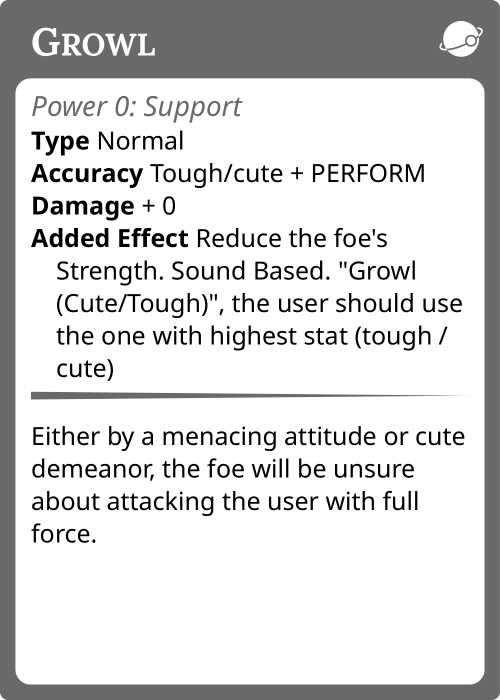 GROWL
Power 0: Support
Type Normal
Accuracy Tough/cute + PERFORM
Damage + 0
Added Effect Reduce the foe's
Strength. Sound Based. "Growl
(Cute/Tough)", the user should use
the one with highest stat (tough /
cute)
Either by a menacing attitude or cute
demeanor, the foe will be unsure
about attacking the user with full
force.